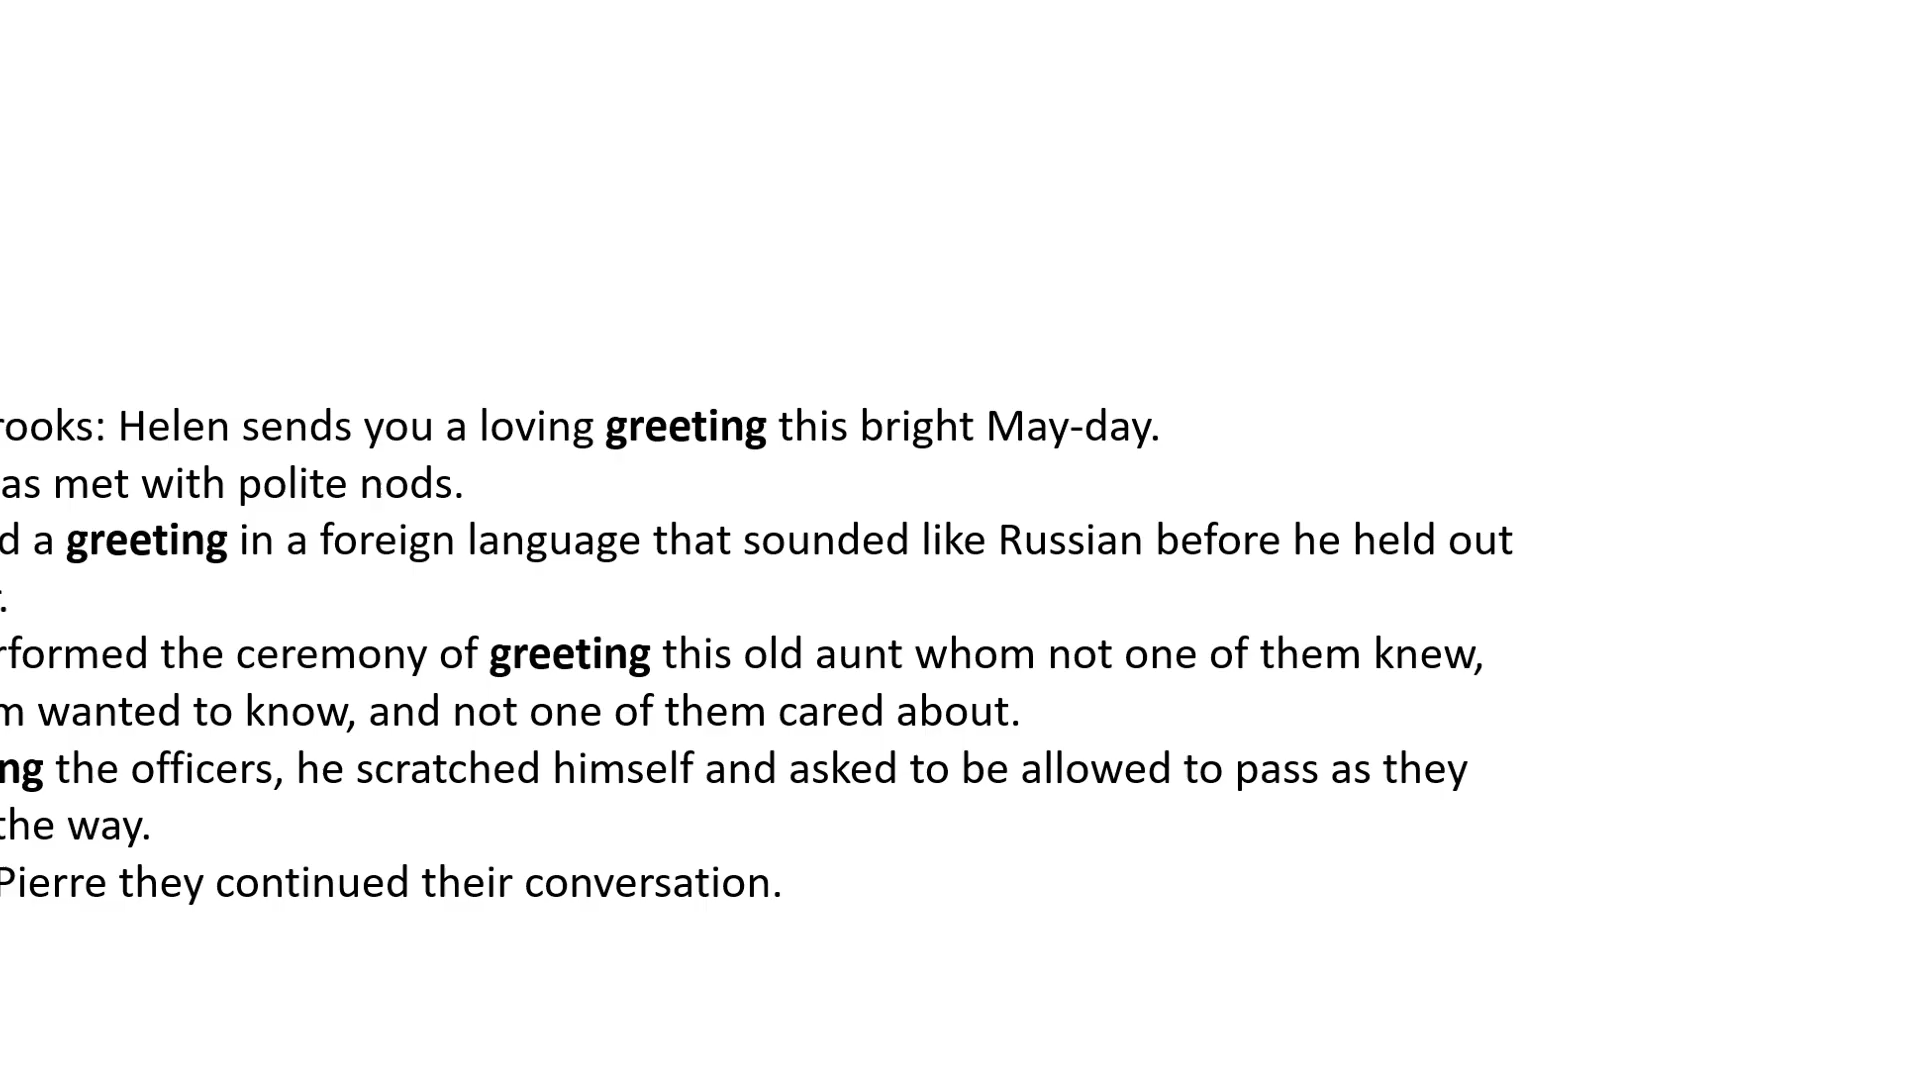 rooks: Helen sends you a loving greeting this bright May-day.
as met with polite nods.
d a greeting in a foreign language that sounded like Russian before he held out
.
rformed the ceremony of greeting this old aunt whom not one of them knew,
m wanted to know, and not one of them cared about.
ng the officers, he scratched himself and asked to be allowed to pass as they
the way.
Pierre they continued their conversation.